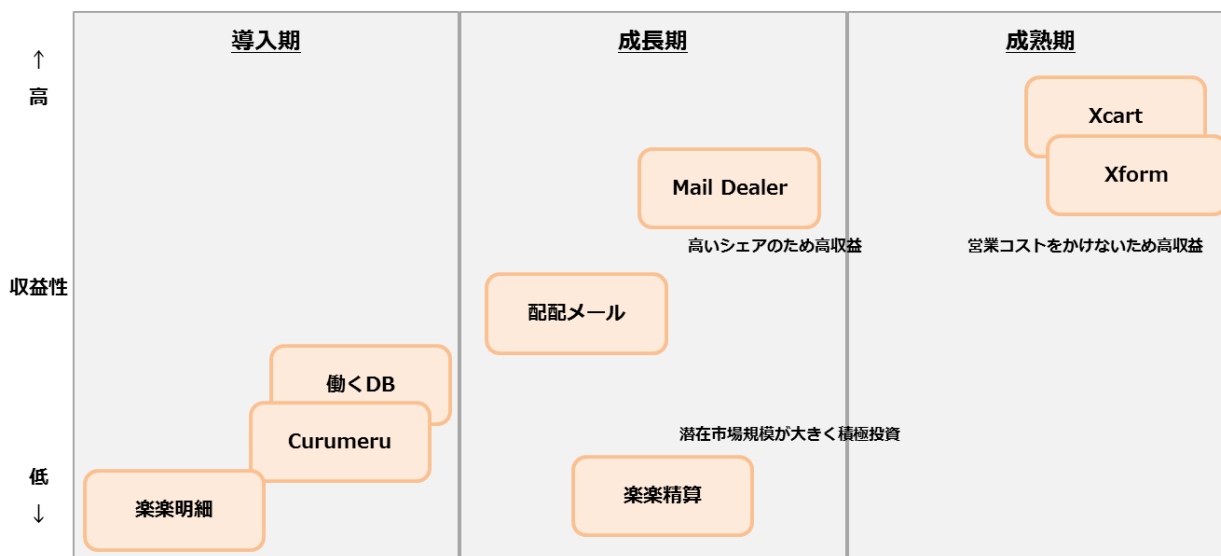 導入期
成長期
成熟期
↑
高
収益性
低
↓
Xcart
Xform
Mail Dealer
高いシェアのため高収益
営業コストをかけないため高収益
配配メール
働くDB
Curumeru
潜在市場規模が大きく積極投資
楽楽明細
楽楽精算